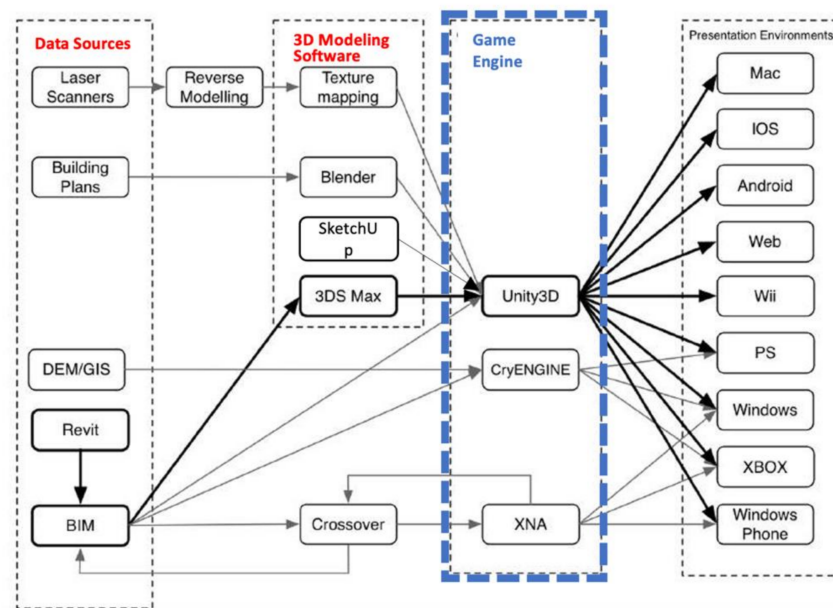 Data Sources
3D Modeling
Software
Game
Engine
Presentation Environments
Laser
Scanners
Reverse
Modelling
Texture
mapping
Mac
IOS
Building
Plans
Blender
Android
SketchU
p
Web
3DS Max
Unity3D
Wii
DEM/GIS
CryENGINE
PS
Revit
Windows
XBOX
BIM
Crossover
XNA
Windows
Phone